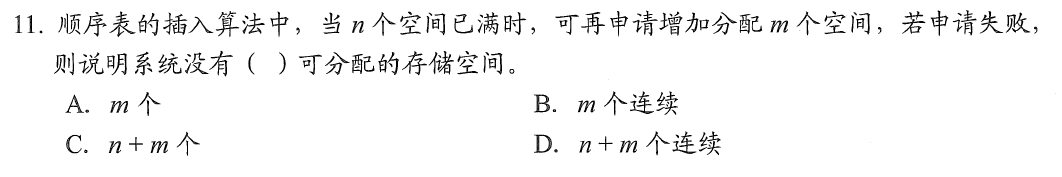 11. 顺序表的插入算法中，当 n 个空间已满时，可再申请增加分配 m 个空间，若申请失败，
则说明系统没有（ ）可分配的存储空间。
A. m 个 B. m 个连续
C. n + m 个 D. n + m 个连续